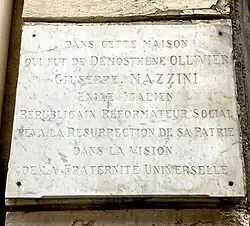 DANS CETTE MAISON
QUI FUT DE DÉMOSTHÈNE OLLIVIER
GIUSEPPE MAZZINI
EXILÉ ITALIEN
RÉPUBLICAIN RÉFORMATEUR SOCIAL
RÊVA LA RESURRECTION DE SA PATRIE
DANS LA VISION
DE LA FRATERNITÉ UNIVERSELLE